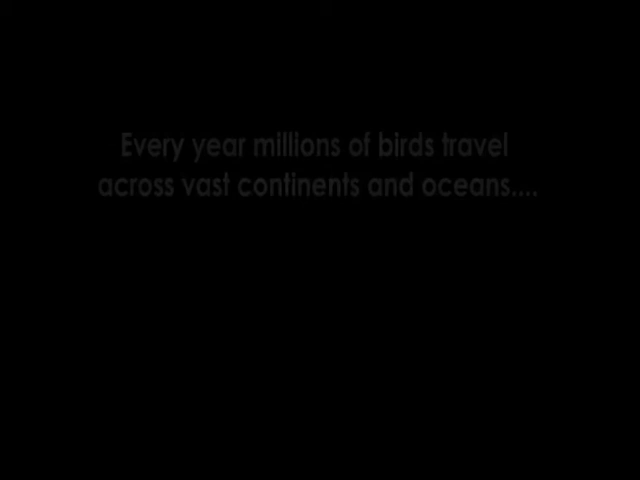 Every year millions of birds travel
across vast continents and oceans....